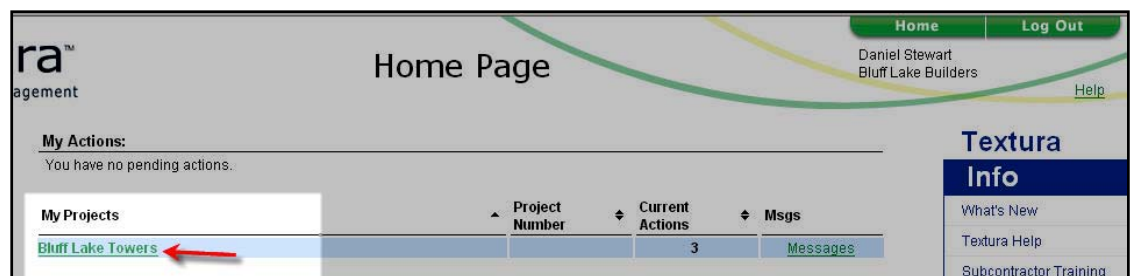 Home Log Out
ra™
agement
Home Page
Daniel Stewart
Bluff Lake Builders
Help
My Actions:
You have no pending actions.
My Projects Project Number Current Actions Msgs
Bluff Lake Towers 3 Messages
Textura
Info
What's New
Textura Help
Subcontractor Training